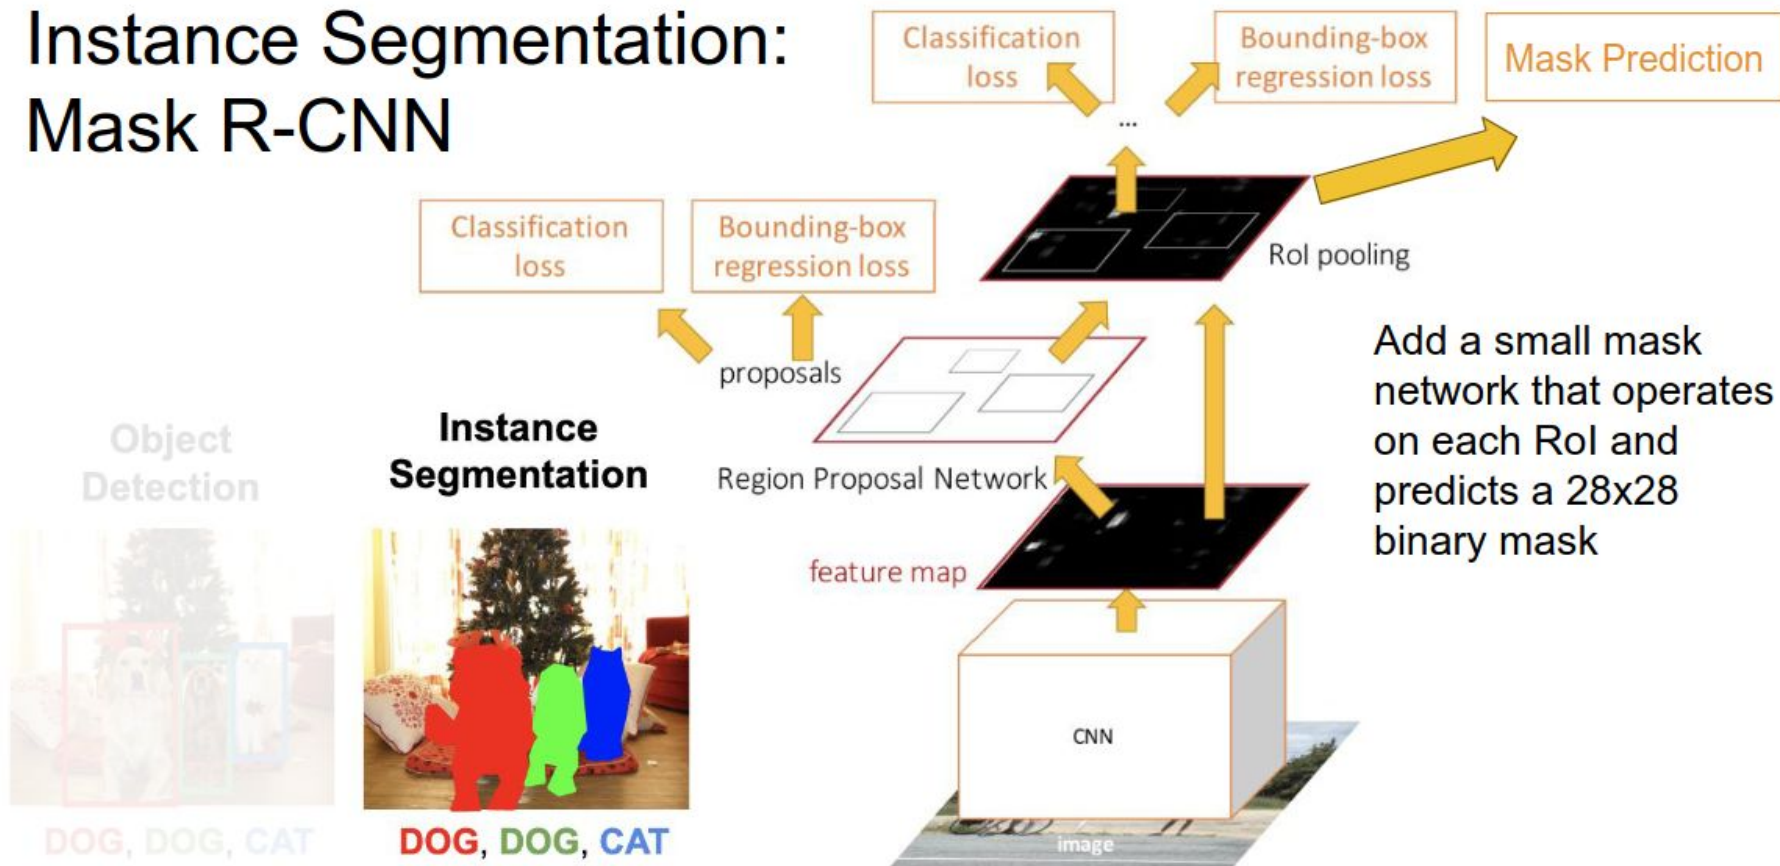 Instance Segmentation:
Mask R-CNN
Classification
loss
Bounding-box
regression loss
Mask Prediction
...
Classification
loss
Bounding-box
regression loss
RoI pooling
proposals
Add a small mask
network that operates
on each RoI and
predicts a 28x28
binary mask
Object
Detection
Instance
Segmentation
Region Proposal Network
feature map
CNN
image
DOG, DOG, CAT
DOG, DOG, CAT